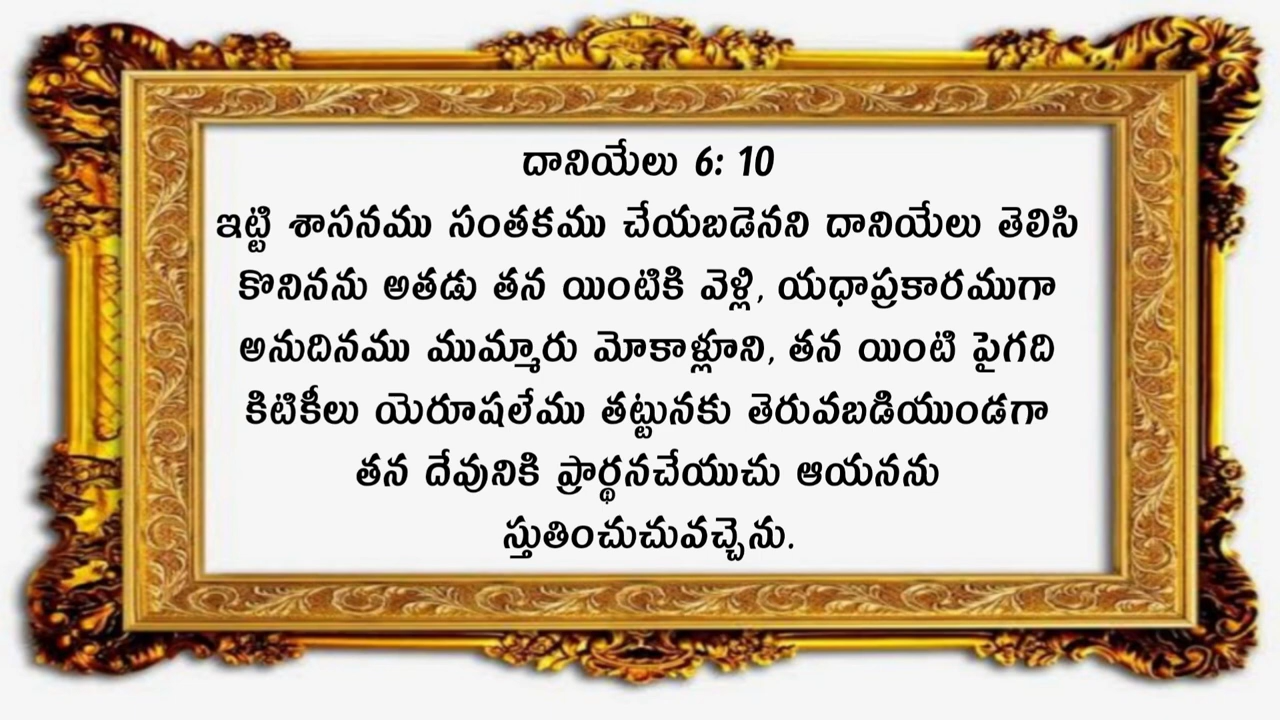 దానియేలు 6: 10
ఇట్టి శాసనము సంతకము చేయబడెనని దానియేలు తెలిసి
కొనినను అతడు తన యింటికి వెళ్లి, యధాప్రకారముగా
అనుదినము ముమ్మారు మోకాళ్లూని, తన యింటి పైగది
కిటికీలు యెరూషలేము తట్టునకు తెరువబడియుండగా
తన దేవునికి ప్రార్థనచేయుచు ఆయనను
స్తుతించుచువచ్చెను.